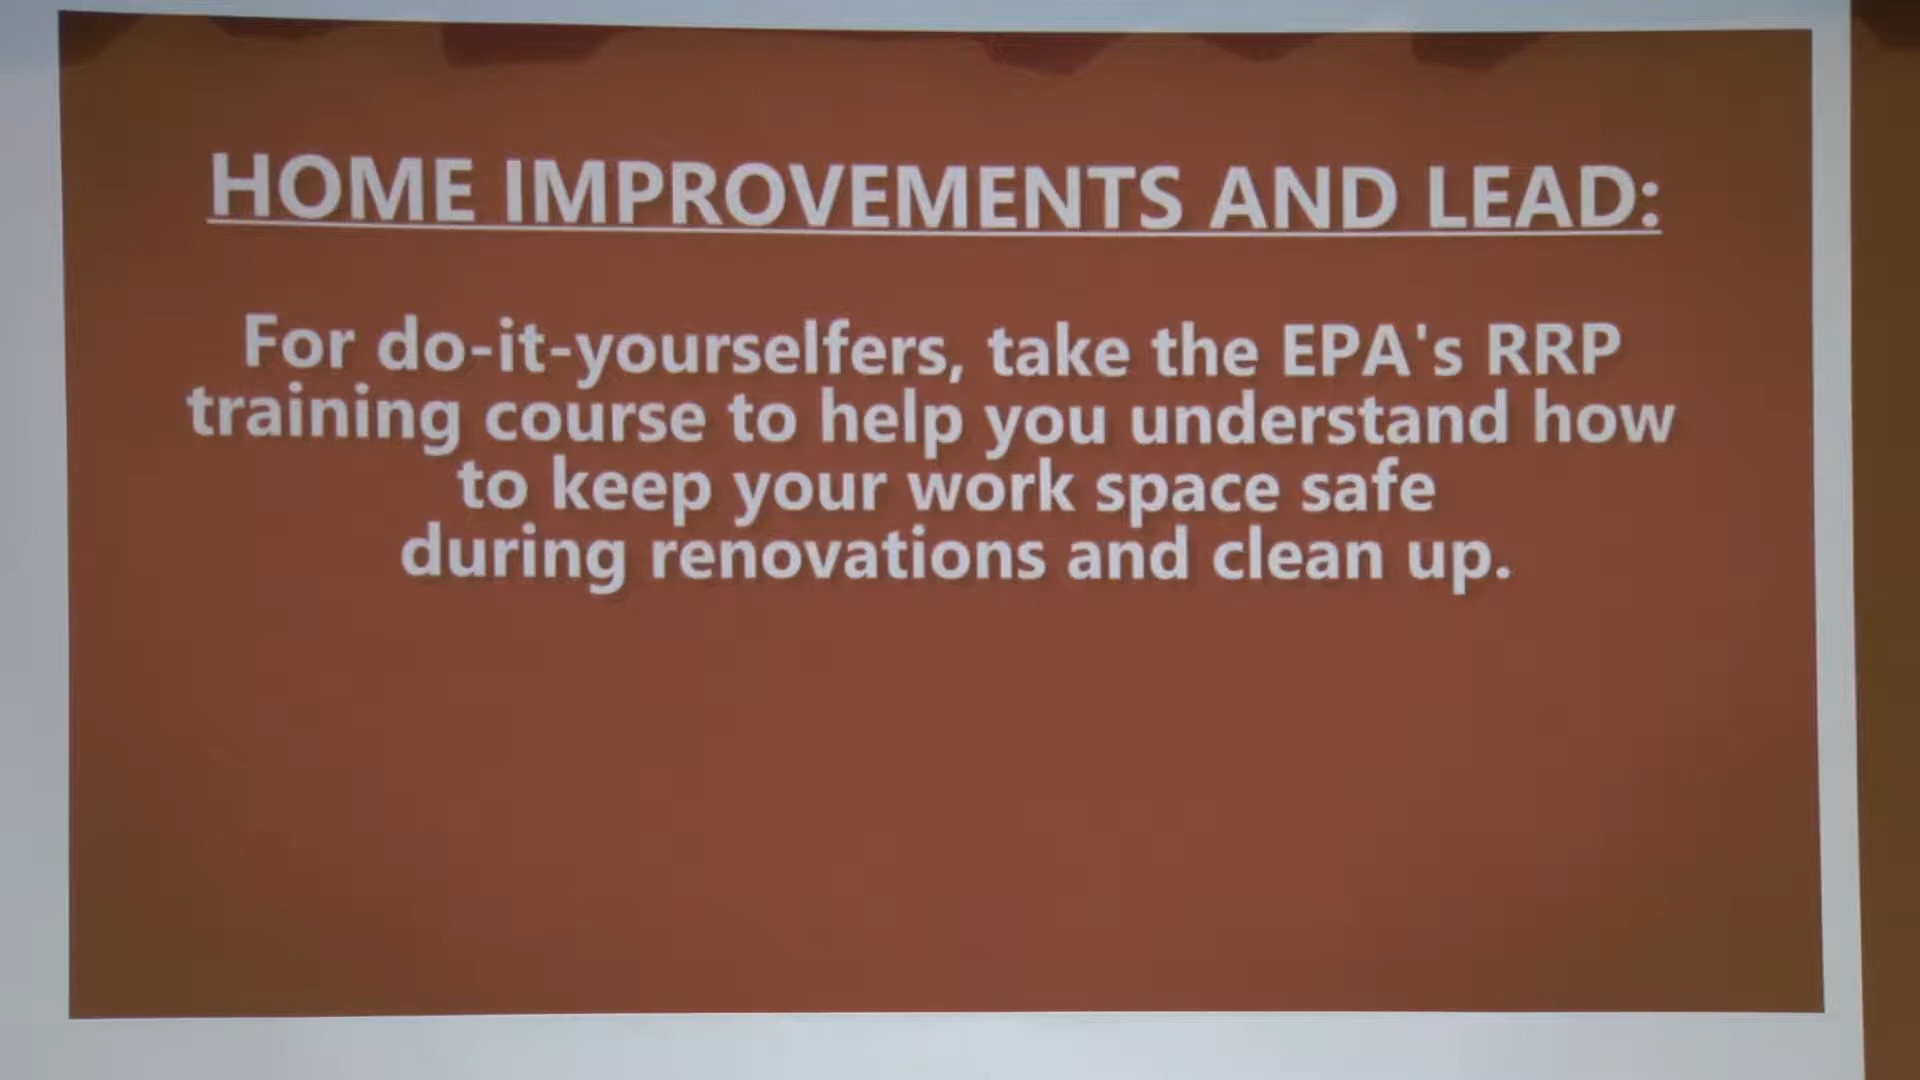 HOME IMPROVEMENTS AND LEAD:
For do-it-yourselfers, take the EPA's RRP
training course to help you understand how
to keep your work space safe
during renovations and clean up.